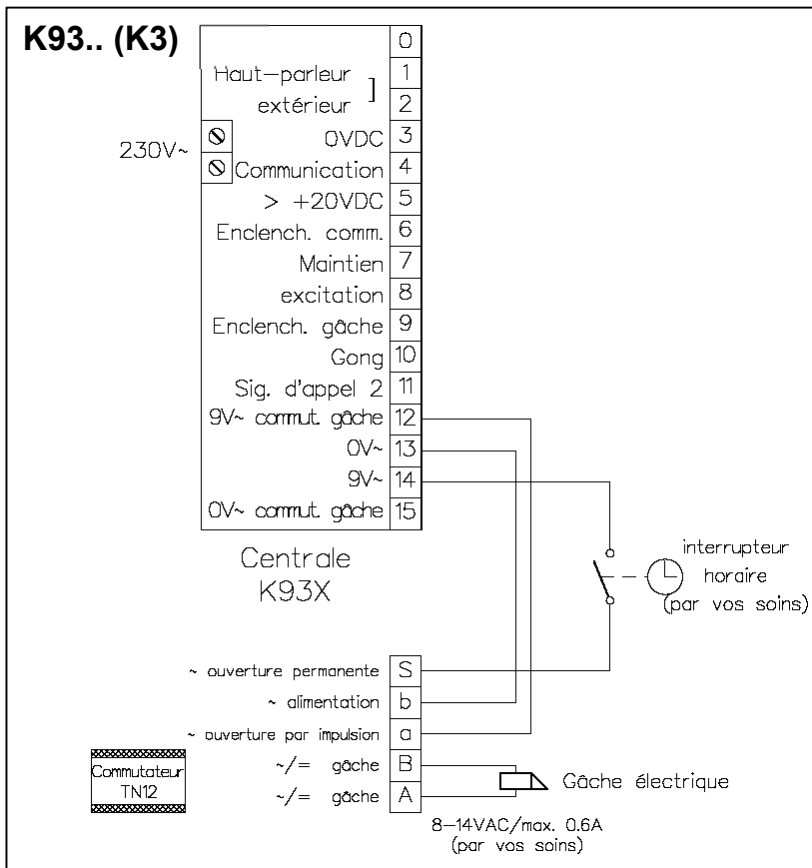 K93.. (K3)
0
Haut-parleur 1
extérieur ] 2
230V~
0VDC 3
Communication 4
> +20VDC 5
Enclench. comm. 6
Maintien 7
excitation 8
Enclench. gâche 9
Gong 10
Sig. d'appel 2 11
9V~ commut. gâche 12
0V~ 13
9V~ 14
0V~ commut. gâche 15
Centrale
K93X
interrupteur
horaire
(par vos soins)
~ ouverture permanente S
~ alimentation b
~ ouverture par impulsion a
~/= gâche B
~/= gâche A
Commutateur
TN12
Gâche électrique
8-14VAC/max. 0.6A
(par vos soins)